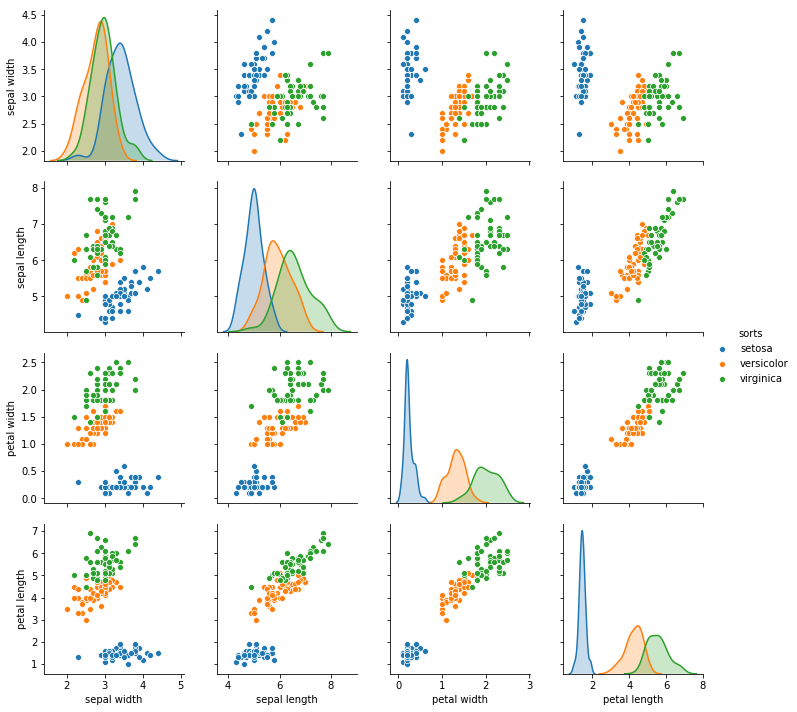 4.5
4.0
3.5
3.0
2.5
2.0
sepal width
8
7
6
5
sepal length
sorts
setosa
versicolor
virginica
2.5
2.0
1.5
1.0
0.5
0.0
petal width
7
6
5
4
3
2
1
petal length
2 3 4 5
4 6 8
0 1 2 3
2 4 6 8
sepal width sepal length petal width petal length